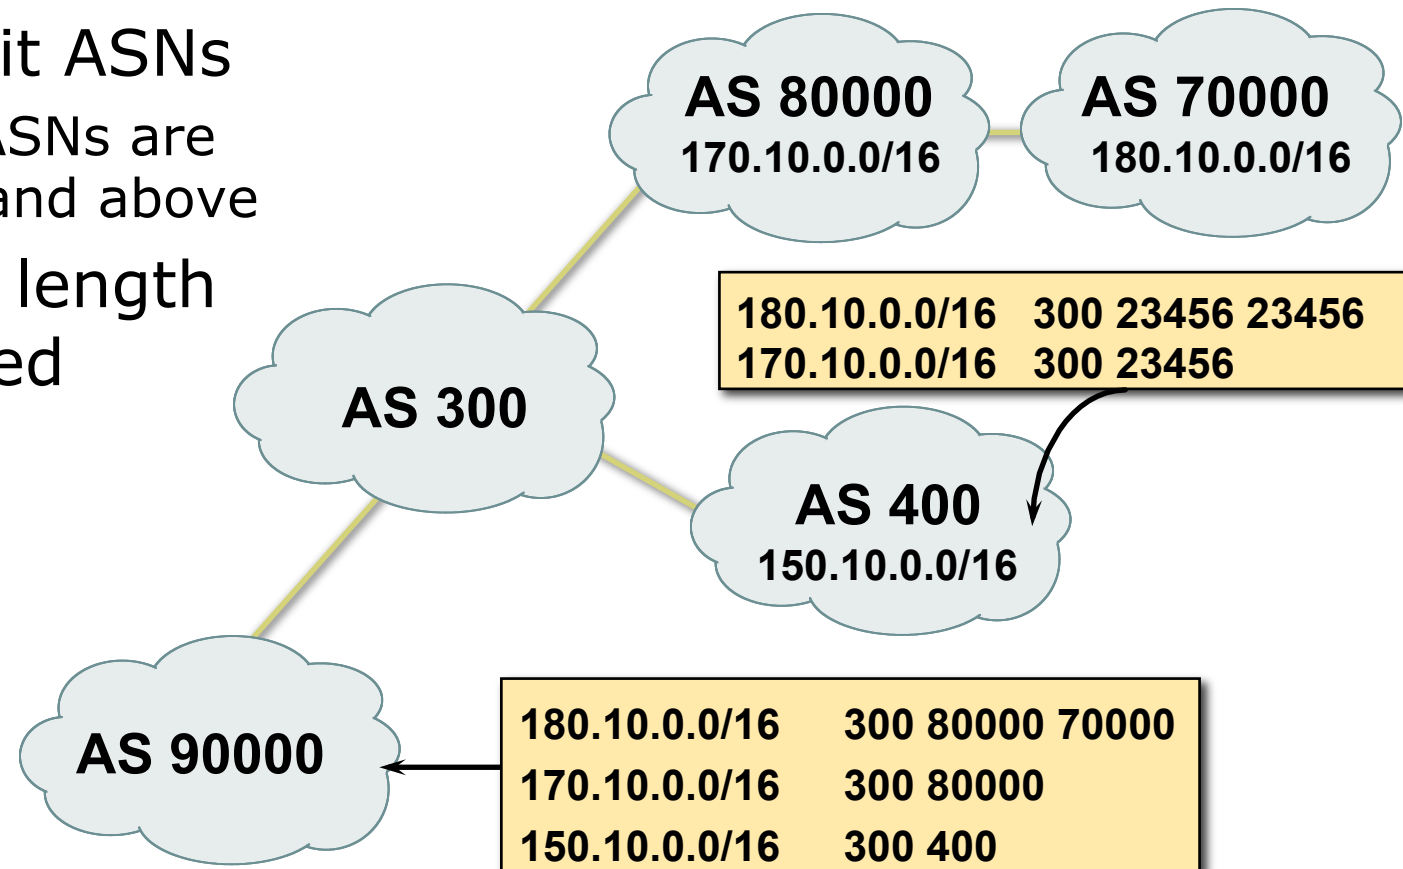 it ASNs
ASNs are
and above
length
ed
AS 80000
170.10.0.0/16
AS 70000
180.10.0.0/16
180.10.0.0/16 300 23456 23456
170.10.0.0/16 300 23456
AS 300
AS 400
150.10.0.0/16
AS 90000
180.10.0.0/16 300 80000 70000
170.10.0.0/16 300 80000
150.10.0.0/16 300 400